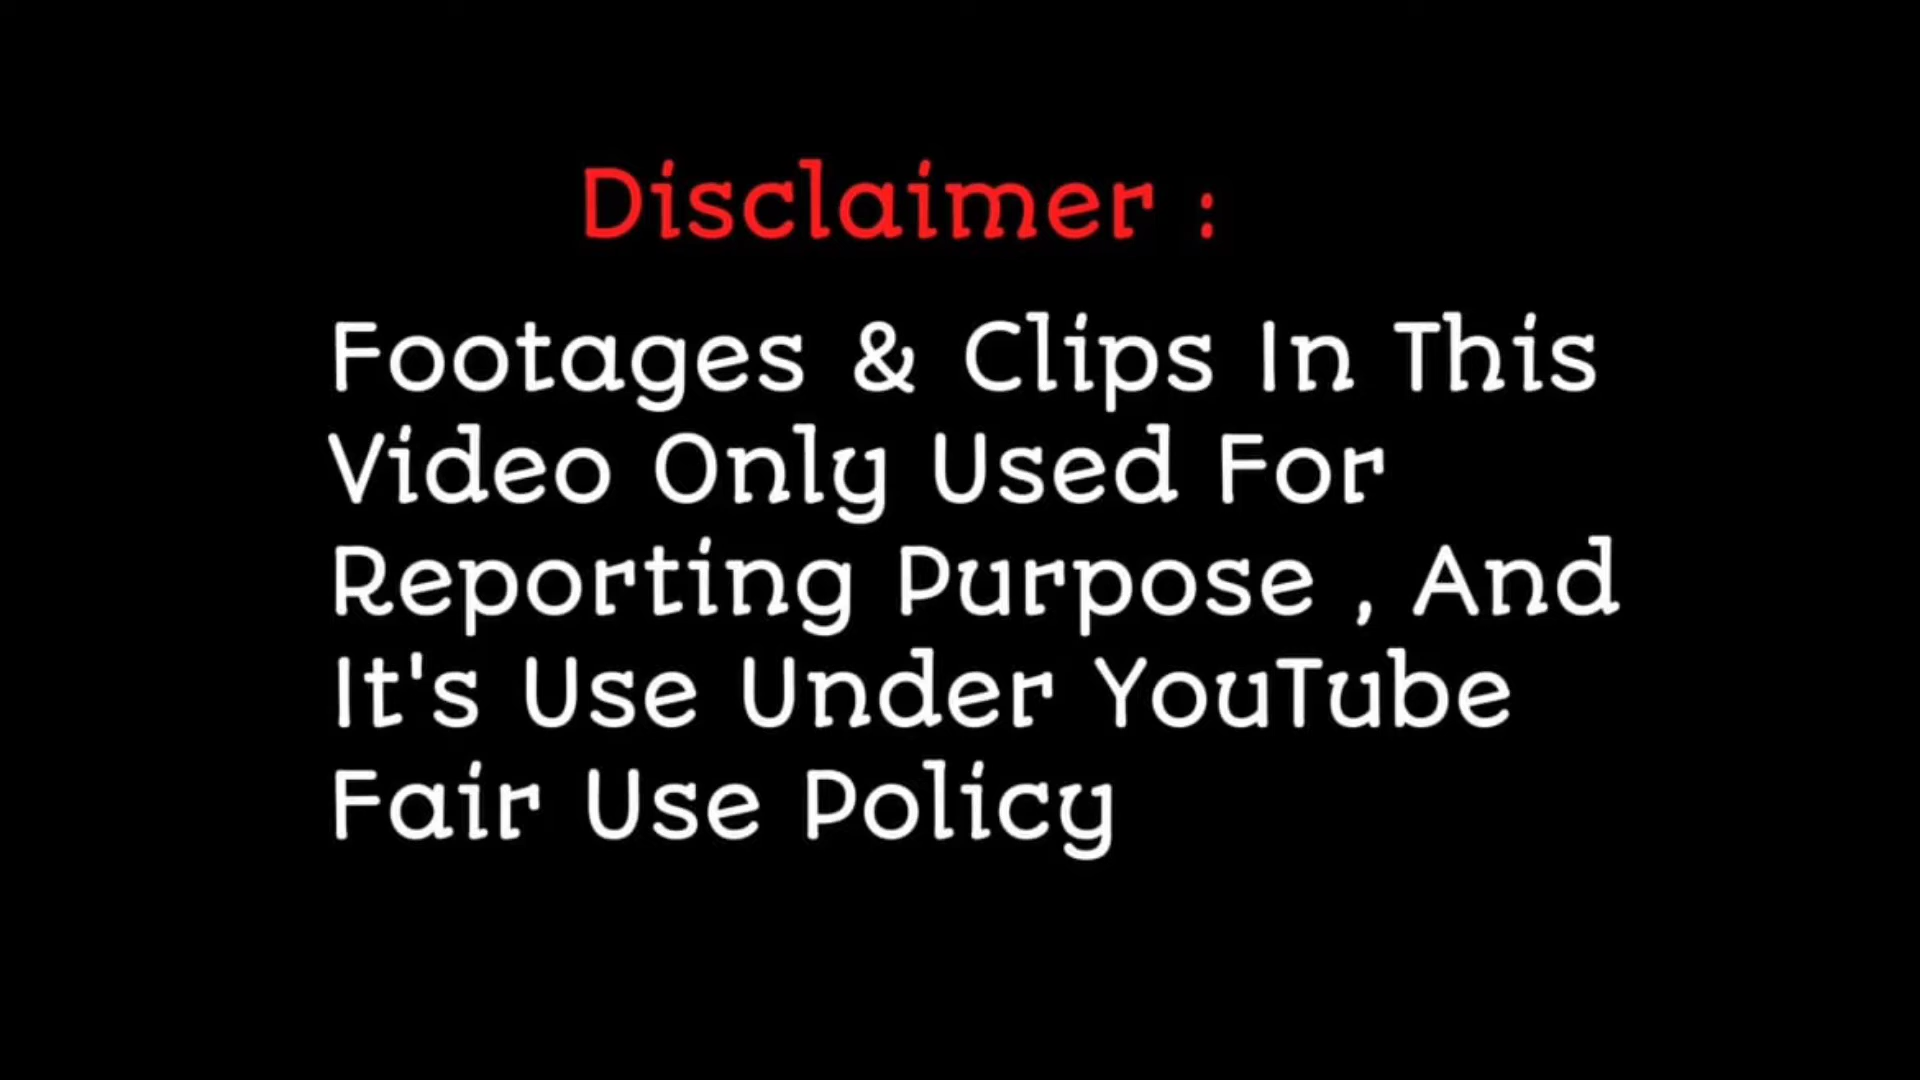 Disclaimer :
Footages & Clips In This
Video Only Used For
Reporting Purpose , And
It's Use Under YouTube
Fair Use Policy